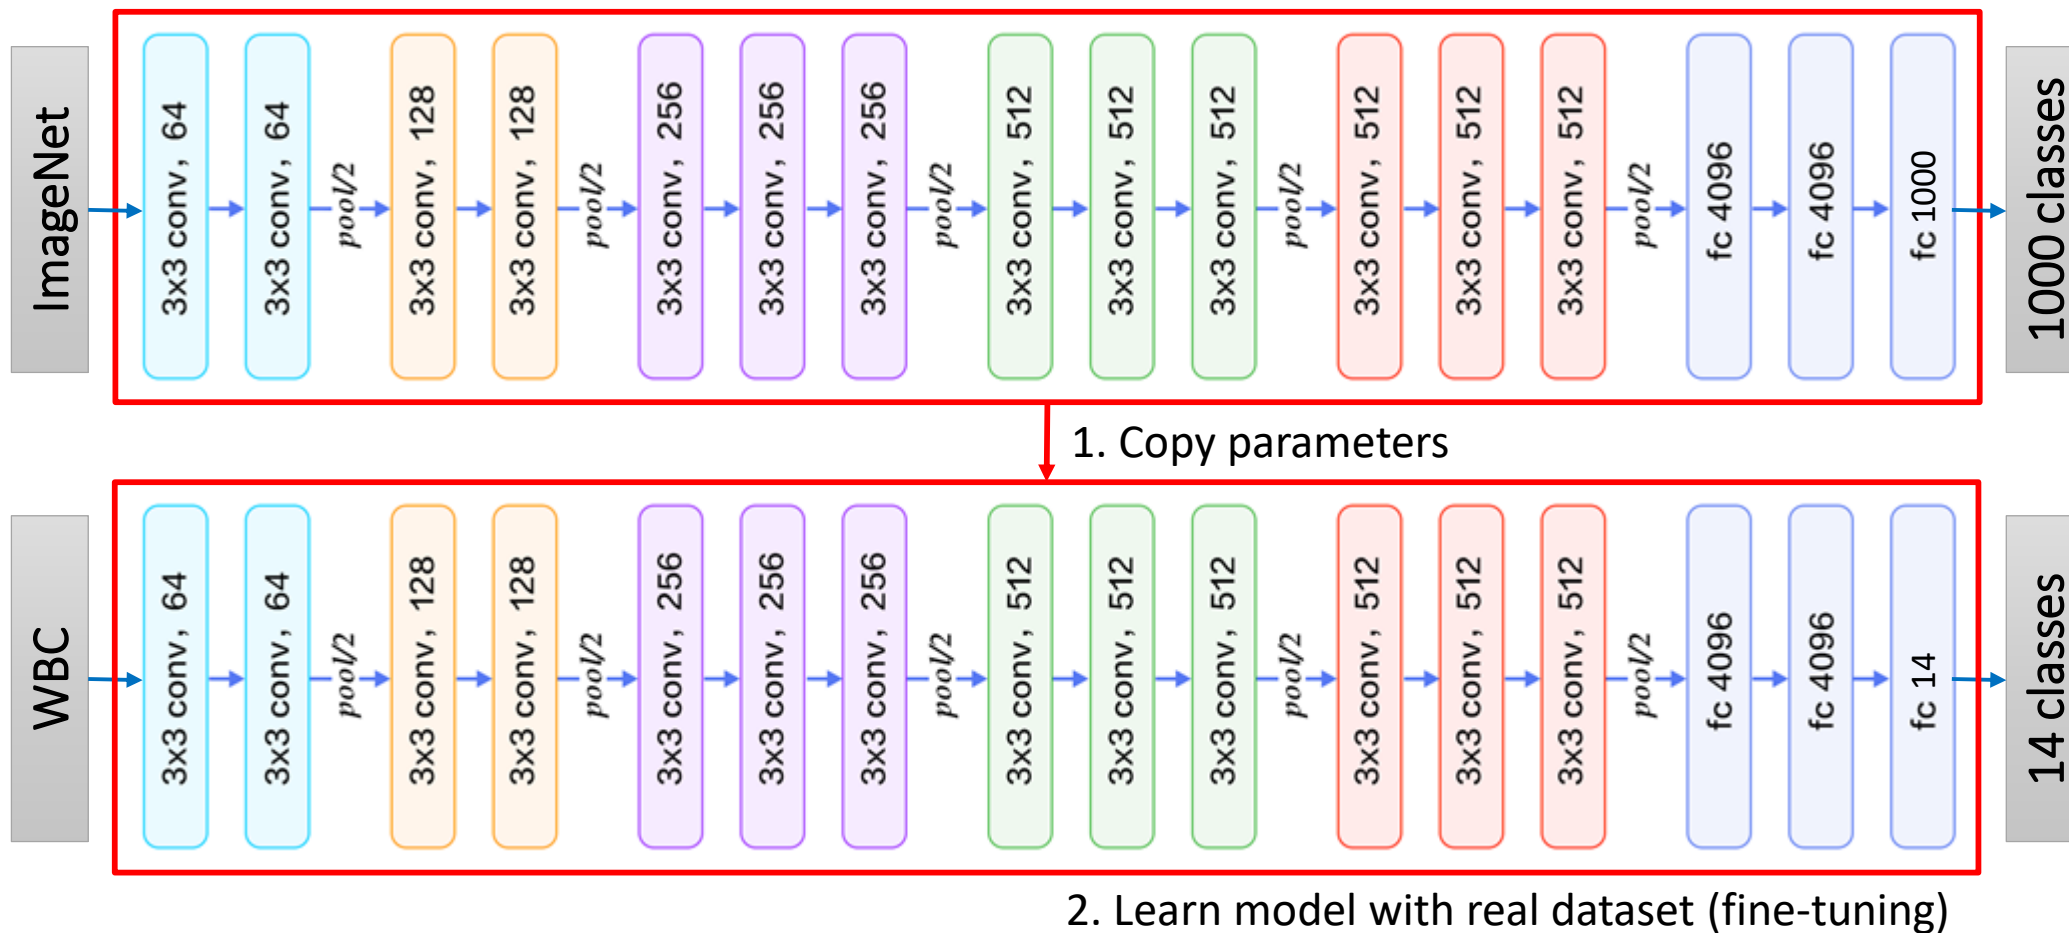 ImageNet
3x3 conv, 64
3x3 conv, 64
pool/2
3x3 conv, 128
3x3 conv, 128
pool/2
3x3 conv, 256
3x3 conv, 256
3x3 conv, 256
pool/2
3x3 conv, 512
3x3 conv, 512
3x3 conv, 512
pool/2
3x3 conv, 512
3x3 conv, 512
3x3 conv, 512
pool/2
fc 4096
fc 4096
fc 1000
1000 classes
1. Copy parameters
WBC
3x3 conv, 64
3x3 conv, 64
pool/2
3x3 conv, 128
3x3 conv, 128
pool/2
3x3 conv, 256
3x3 conv, 256
3x3 conv, 256
pool/2
3x3 conv, 512
3x3 conv, 512
3x3 conv, 512
pool/2
3x3 conv, 512
3x3 conv, 512
3x3 conv, 512
pool/2
fc 4096
fc 4096
fc 14
14 classes
2. Learn model with real dataset (fine-tuning)